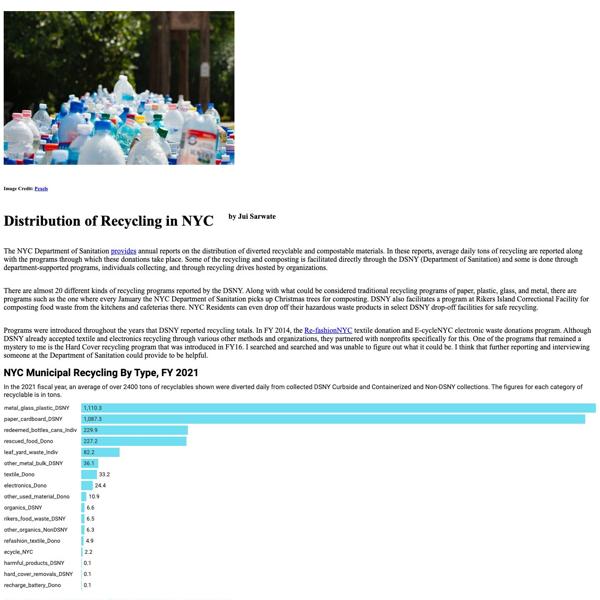 Image Credit: Pexels
Distribution of Recycling in NYC by Jui Sarwate
The NYC Department of Sanitation provides annual reports on the distribution of diverted recyclable and compostable materials. In these reports, average daily tons of recycling are reported along
with the programs through which these donations take place. Some of the recycling and composting is facilitated directly through the DSNY (Department of Sanitation) and some is done through
department-supported programs, individuals collecting, and through recycling drives hosted by organizations.
There are almost 20 different kinds of recycling programs reported by the DSNY. Along with what could be considered traditional recycling programs of paper, plastic, glass, and metal, there are
programs such as the one where every January the NYC Department of Sanitation picks up Christmas trees for composting. DSNY also facilitates a program at Rikers Island Correctional Facility for
composting food waste from the kitchens and cafeterias there. NYC Residents can even drop off their hazardous waste products in select DSNY drop-off facilities for safe recycling.
Programs were introduced throughout the years that DSNY reported recycling totals. In FY 2014, the Re-fashionNYC textile donation and E-cycleNYC electronic waste donations program. Although
DSNY already accepted textile and electronics recycling through various other methods and organizations, they partnered with nonprofits specifically for this. One of the programs that remained a
mystery to me is the Hard Cover recycling program that was introduced in FY16. I searched and searched and was unable to figure out what it could be. I think that further reporting and interviewing
someone at the Department of Sanitation could provide to be helpful.
NYC Municipal Recycling By Type, FY 2021
In the 2021 fiscal year, an average of over 2400 tons of recyclables shown were diverted daily from collected DSNY Curbside and Containerized and Non-DSNY collections. The figures for each category of
recyclable is in tons.
metal_glass_plastic_DSNY 1,110.3
paper_cardboard_DSNY 1,087.3
redeemed_bottles_cans_Indiv 229.9
rescued_food_Dono 227.2
leaf_yard_waste_Indiv 82.2
other_metal_bulk_DSNY 36.1
textile_Dono 33.2
electronics_Dono 24.4
other_used_material_Dono 10.9
organics_DSNY 6.6
rikers_food_waste_DSNY 6.5
other_organics_NonDSNY 6.3
refashion_textile_Dono 4.9
ecycle_NYC 2.2
harmful_products_DSNY 0.1
hard_cover_removals_DSNY 0.1
recharge_battery_Dono 0.1